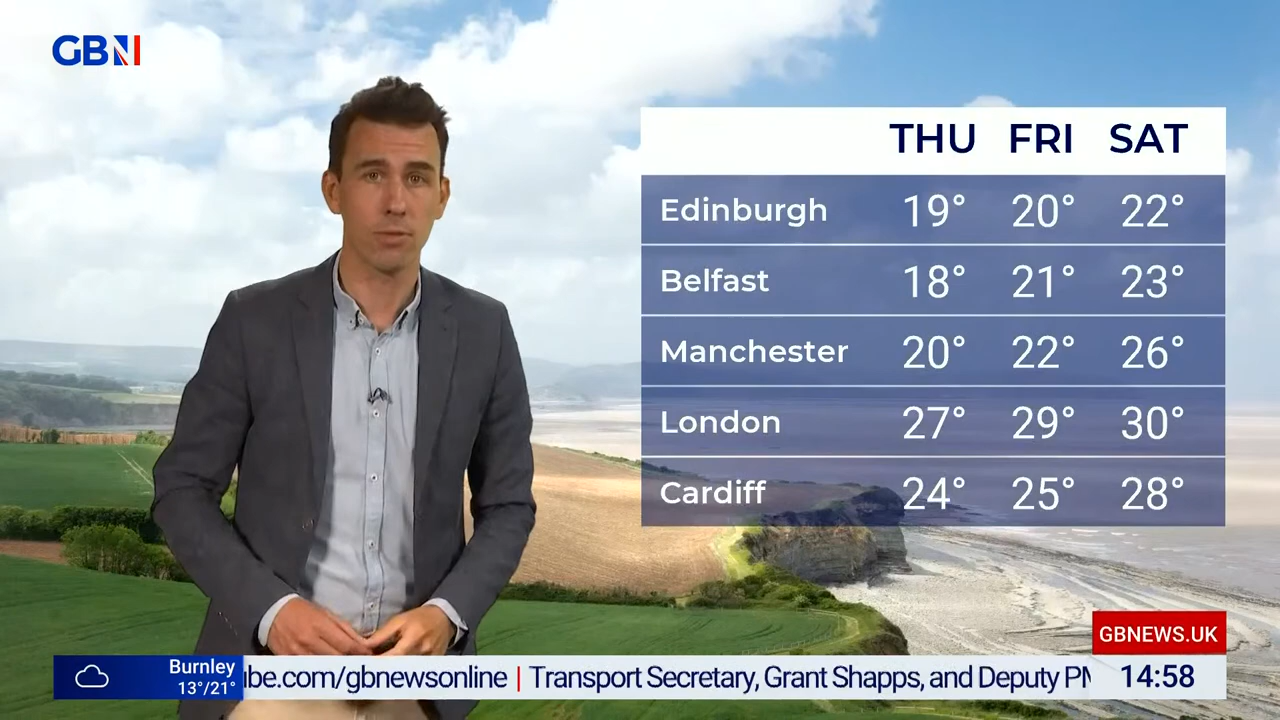 GBN
THU FRI SAT
Edinburgh 19° 20° 22°
Belfast 18° 21° 23°
Manchester 20° 22° 26°
London 27° 29° 30°
Cardiff 24° 25° 28°
GBNEWS.UK
Burnley
13°/21°
ube.com/gbnewsonline | Transport Secretary, Grant Shapps, and Deputy PM
14:58